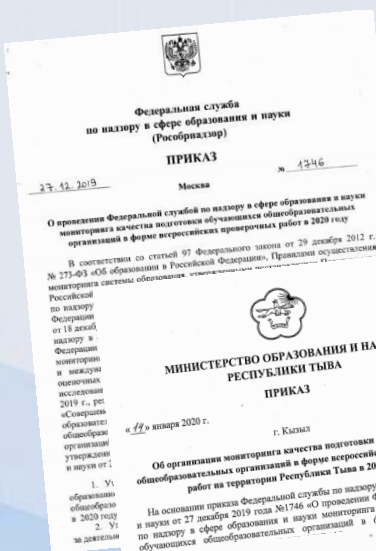 Федеральная служба
по надзору в сфере образования и науки
(Рособрнадзор)
ПРИКАЗ
27.12.2019
№ 1746
Москва
О проведении Федеральной службой по надзору в сфере образования и науки
мониторинга качества подготовки обучающихся общеобразовательных
организаций в форме всероссийских проверочных работ в 2020 году
В соответствии со статьей 97 Федерального закона от 29 декабря 2012 г.
№ 273-ФЗ «Об образовании в Российской Федерации», Правилами осуществления
мониторинга системы образования,
Российской
по надзору
Федерации
от 18 декаб
надзору в
Федерации
мониторин
и междуна
оценочных
исследован
2019 г., ре
«Совершен
образовате
общеобразо
организаци
утвержденн
и науки от
1. Ут
образовани
общеобразо
в 2020 году
2. Ут
за деятельн
МИНИСТЕРСТВО ОБРАЗОВАНИЯ И НА
РЕСПУБЛИКИ ТЫВА
ПРИКАЗ
января 2020 г.
г. Кызыл
Об организации мониторинга качества подготовки
общеобразовательных организаций в форме всероссийс
работ на территории Республики Тыва в 20
На основании приказа Федеральной службы по надзору
и науки от 27 декабря 2019 года №1746 «О проведении Ф
по надзору в сфере образования и науки мониторинга
обучающихся общеобразовательных организаций в ф